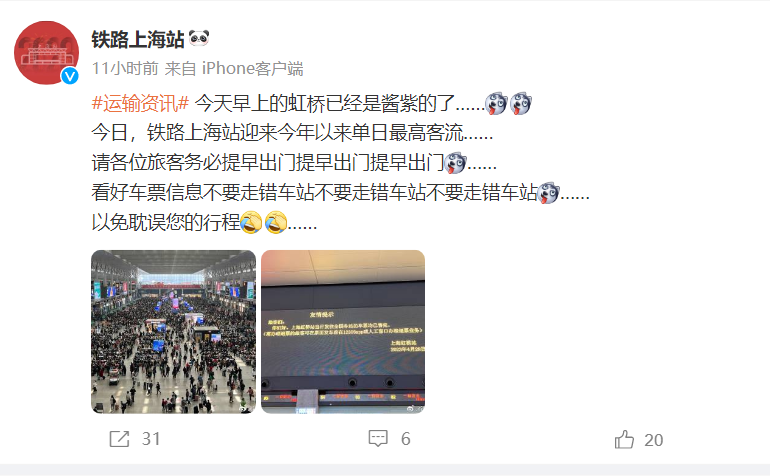 铁路上海站
11小时前 来自 iPhone客户端
#运输资讯# 今天早上的虹桥已经是酱紫的了......
今日，铁路上海站迎来今年以来单日最高客流......
请各位旅客务必提早出门提早出门提早出门......
看好车票信息不要走错车站不要走错车站不要走错车站......
以免耽误您的行程......
友情提示
上海虹桥站
31
6
20